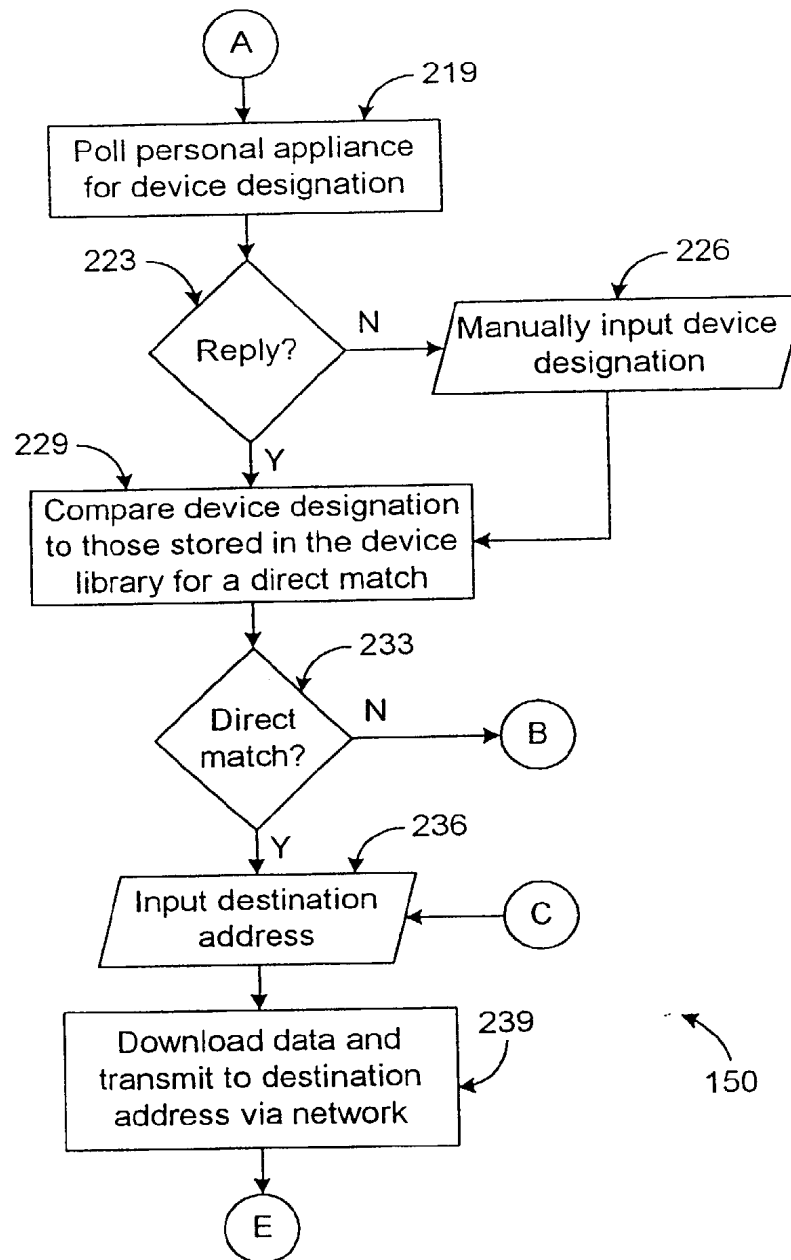 A
219
Poll personal appliance
for device designation
223
Reply?
N
226
Manually input device
designation
Y
229
Compare device designation
to those stored in the device
library for a direct match
233
Direct
match?
N
B
Y
236
Input destination
address
C
Download data and
transmit to destination
address via network
239
150
E